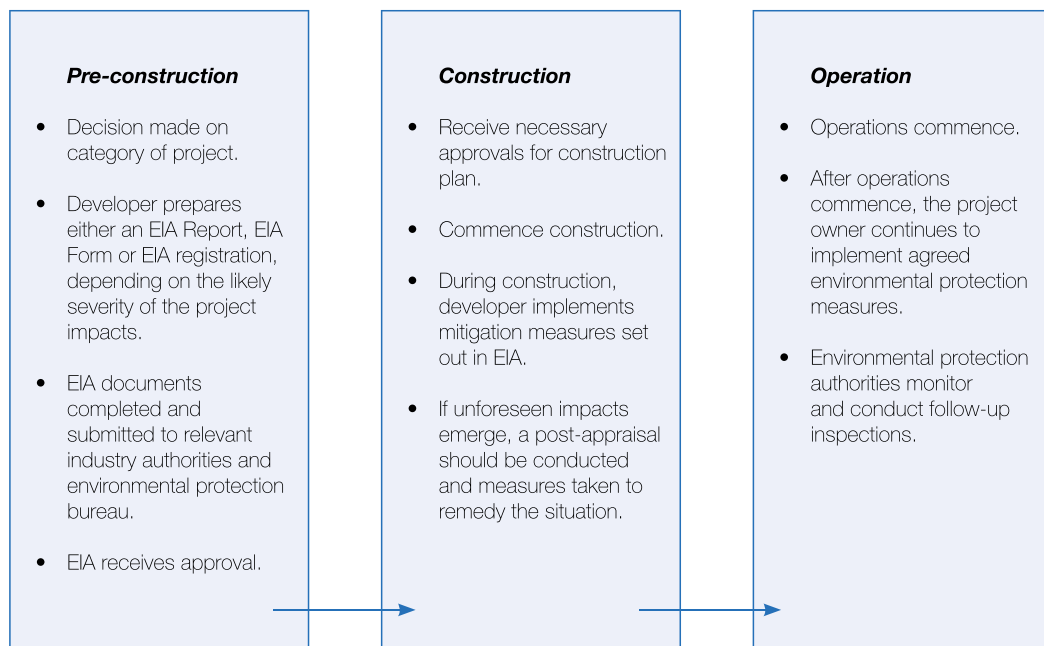 Pre-construction
• Decision made on
category of project.
• Developer prepares
either an EIA Report, EIA
Form or EIA registration,
depending on the likely
severity of the project
impacts.
• EIA documents
completed and
submitted to relevant
industry authorities and
environmental protection
bureau.
• EIA receives approval.
Construction
• Receive necessary
approvals for construction
plan.
• Commence construction.
• During construction,
developer implements
mitigation measures set
out in EIA.
• If unforeseen impacts
emerge, a post-appraisal
should be conducted
and measures taken to
remedy the situation.
Operation
• Operations commence.
• After operations
commence, the project
owner continues to
implement agreed
environmental protection
measures.
• Environmental protection
authorities monitor
and conduct follow-up
inspections.